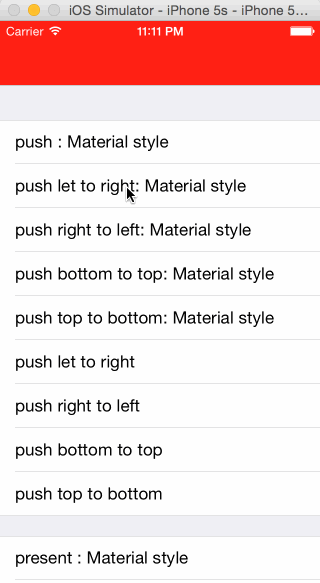 iOS Simulator - iPhone 5s - iPhone 5...
Carrier 11:11 PM
push : Material style
push let to right: Material style
push right to left: Material style
push bottom to top: Material style
push top to bottom: Material style
push let to right
push right to left
push bottom to top
push top to bottom
present : Material style